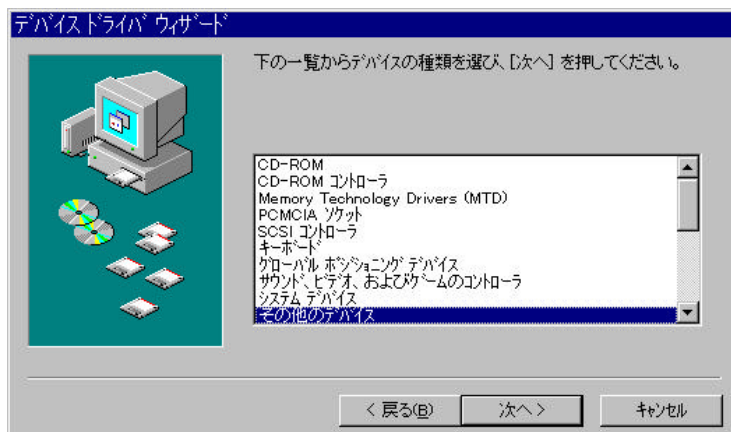 ﾃﾞﾊﾞｲｽ ﾄﾞﾗｲﾊﾞ ｳｨｻﾞｰﾄﾞ
下の一覧からﾃﾞﾊﾞｲｽの種類を選び、[次へ] を押してください。
CD-ROM
CD-ROM ｺﾝﾄﾛｰﾗ
Memory Technology Drivers (MTD)
PCMCIA ｿｹｯﾄ
SCSI ｺﾝﾄﾛｰﾗ
ｷｰﾎﾞｰﾄﾞ
ｸﾞﾛｰﾊﾞﾙ ﾎﾟｼﾞｼｮﾆﾝｸﾞ ﾃﾞﾊﾞｲｽ
ｻｳﾝﾄﾞ、ﾋﾞﾃﾞｵ、およびｹﾞｰﾑのｺﾝﾄﾛｰﾗ
ｼｽﾃﾑ ﾃﾞﾊﾞｲｽ
その他のﾃﾞﾊﾞｲｽ
< 戻る(B)
次へ >
ｷｬﾝｾﾙ